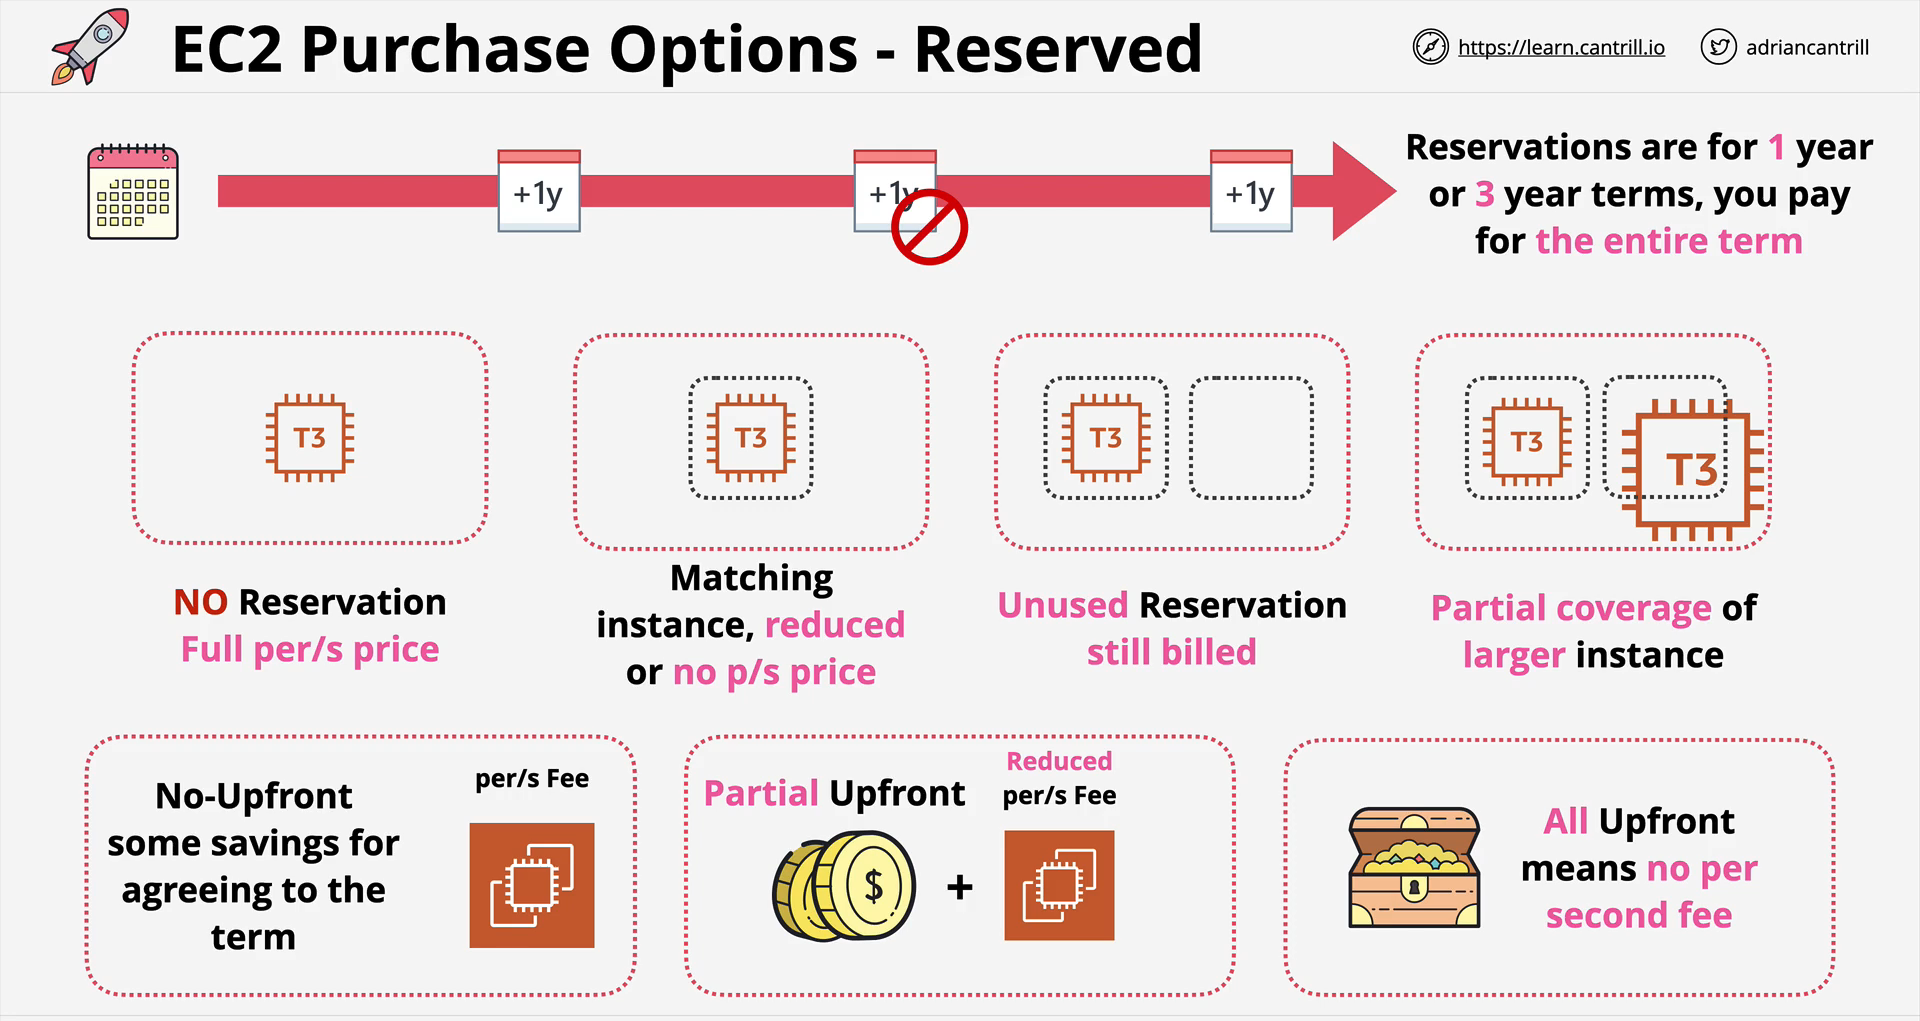 EC2 Purchase Options - Reserved
https://learn.cantrill.io
adriancantrill
+1y
+1y
+1y
Reservations are for 1 year
or 3 year terms, you pay
for the entire term
T3
T3
T3
T3
T3
NO Reservation
Full per/s price
Matching
instance, reduced
or no p/s price
Unused Reservation
still billed
Partial coverage of
larger instance
No-Upfront
some savings for
agreeing to the
term
per/s Fee
Partial Upfront
Reduced
per/s Fee
$
+
All Upfront
means no per
second fee